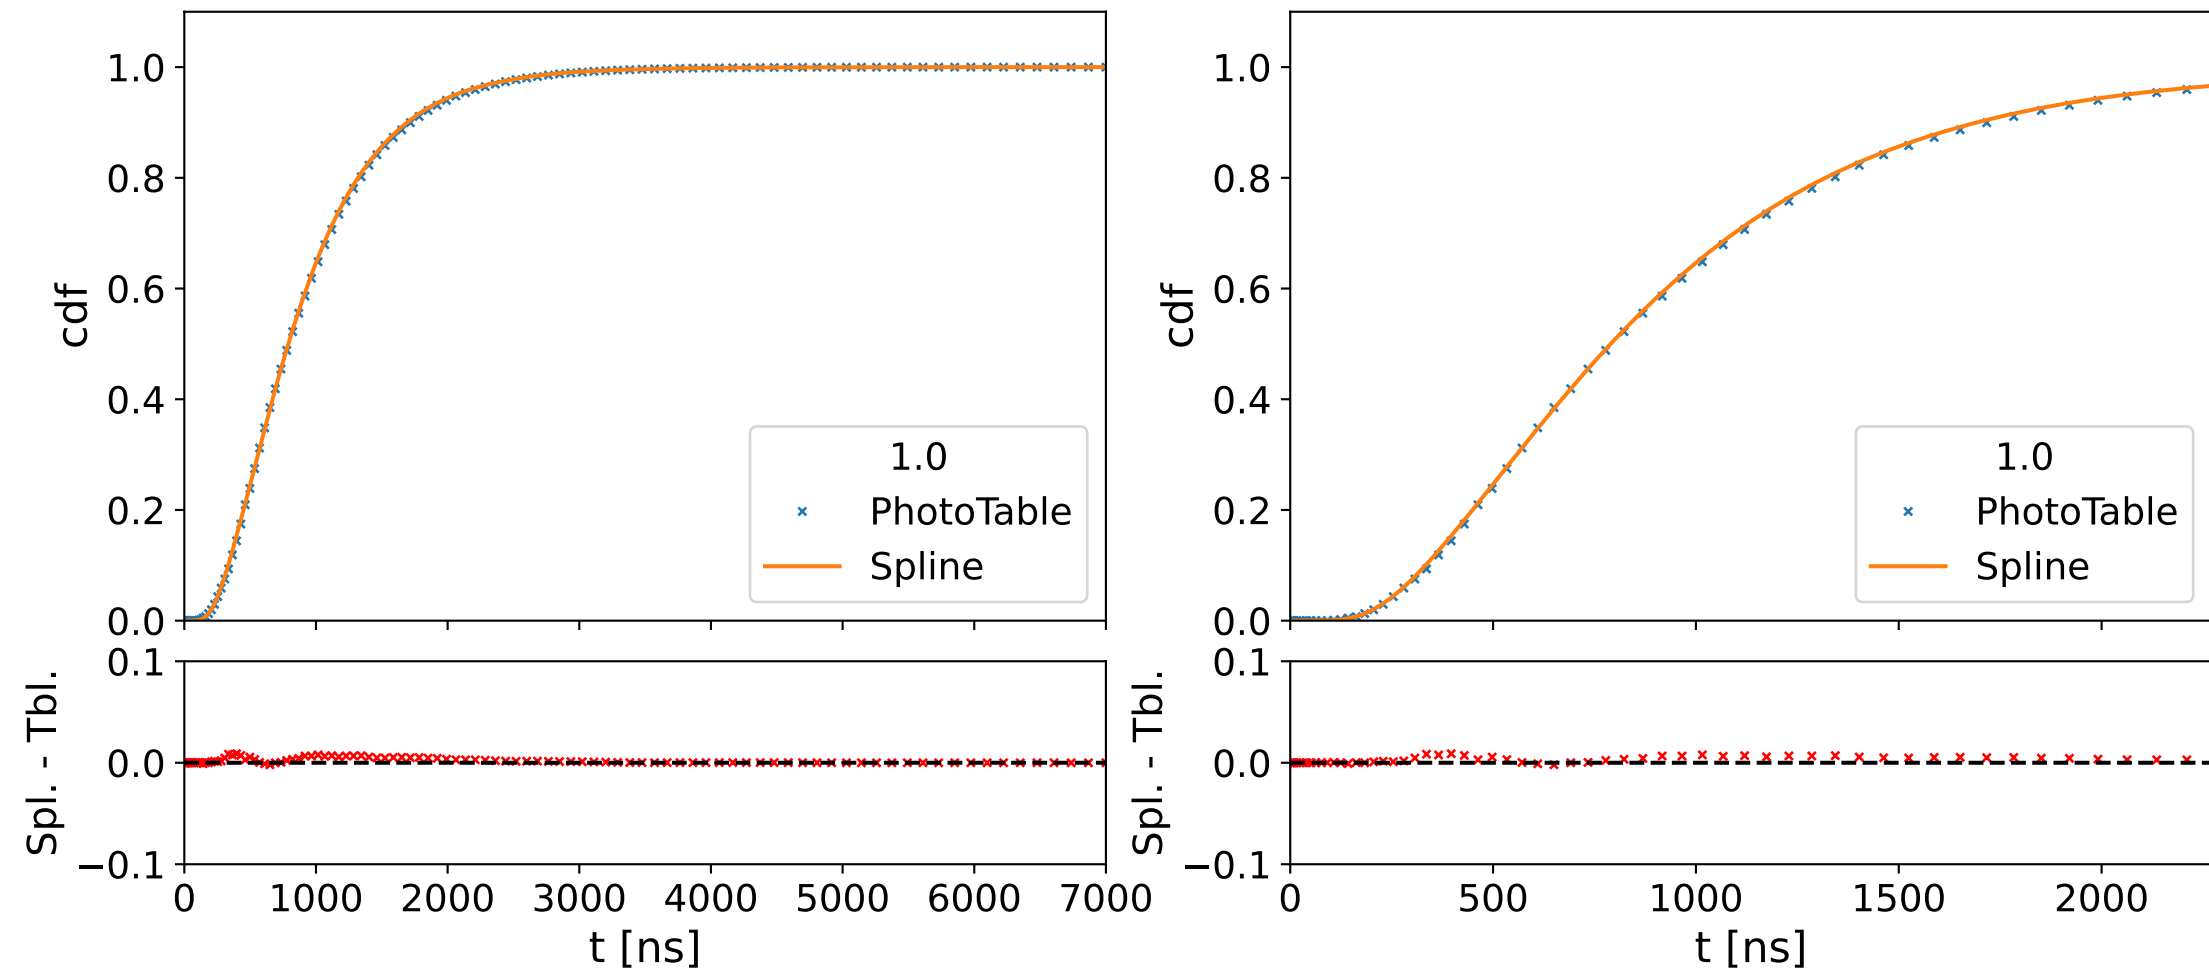 1.0
0.8
0.6
0.4
0.2
0.0
cdf
1.0
PhotoTable
Spline
0.1
0.0
−0.1
Spl. - Tbl.
0 1000 2000 3000 4000 5000 6000 7000
t [ns]
1.0
0.8
0.6
0.4
0.2
0.0
cdf
1.0
PhotoTable
Spline
0.1
0.0
−0.1
Spl. - Tbl.
0 500 1000 1500 2000
t [ns]